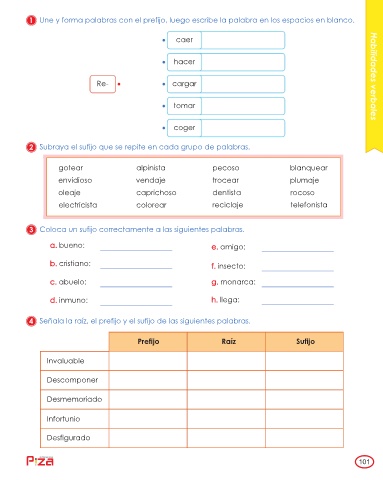 1 Une y forma palabras con el prefijo, luego escribe la palabra en los espacios en blanco.
caer
hacer
Re-
cargar
tomar
coger
Habilidades verbales
2 Subraya el sufijo que se repite en cada grupo de palabras.
gotear alpinista pecoso blanquear
envidioso vendaje trocear plumaje
oleaje caprichoso dentista rocoso
electricista colorear reciclaje telefonista
3 Coloca un sufijo correctamente a las siguientes palabras.
a. bueno: e. amigo:
b. cristiano: f. insecto:
c. abuelo: g. monarca:
d. inmuno: h. llega:
4 Señala la raíz, el prefijo y el sufijo de las siguientes palabras.
Prefijo Raíz Sufijo
Invaluable
Descomponer
Desmemoriado
Infortunio
Desfigurado
PIZA
101